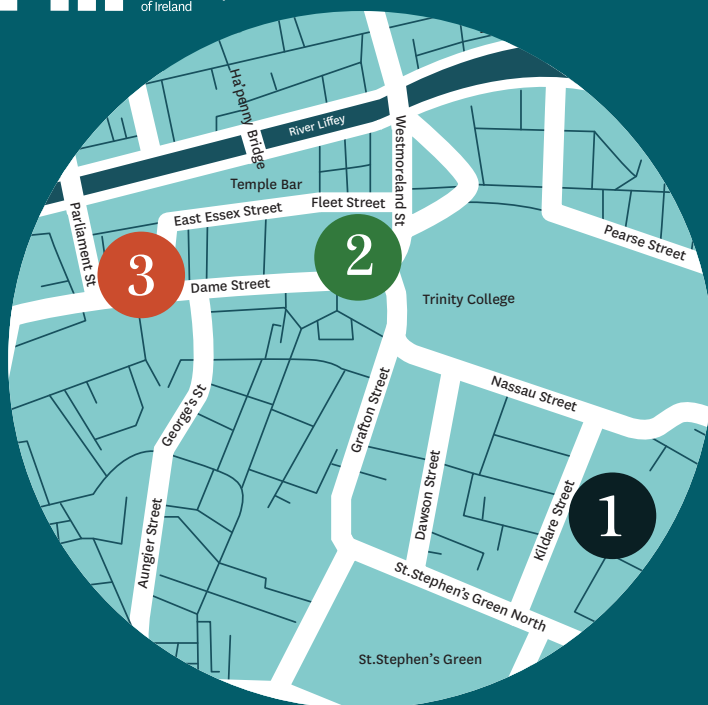 of Ireland
Ha'penny Bridge
River Liffey
Westmoreland St
Temple Bar
Parliament St
East Essex Street
Fleet Street
Pearse Street
3
2
Dame Street
Trinity College
Nassau Street
George's St
Grafton Street
Dawson Street
Kildare Street
1
Aungier Street
St.Stephen's Green North
St.Stephen's Green